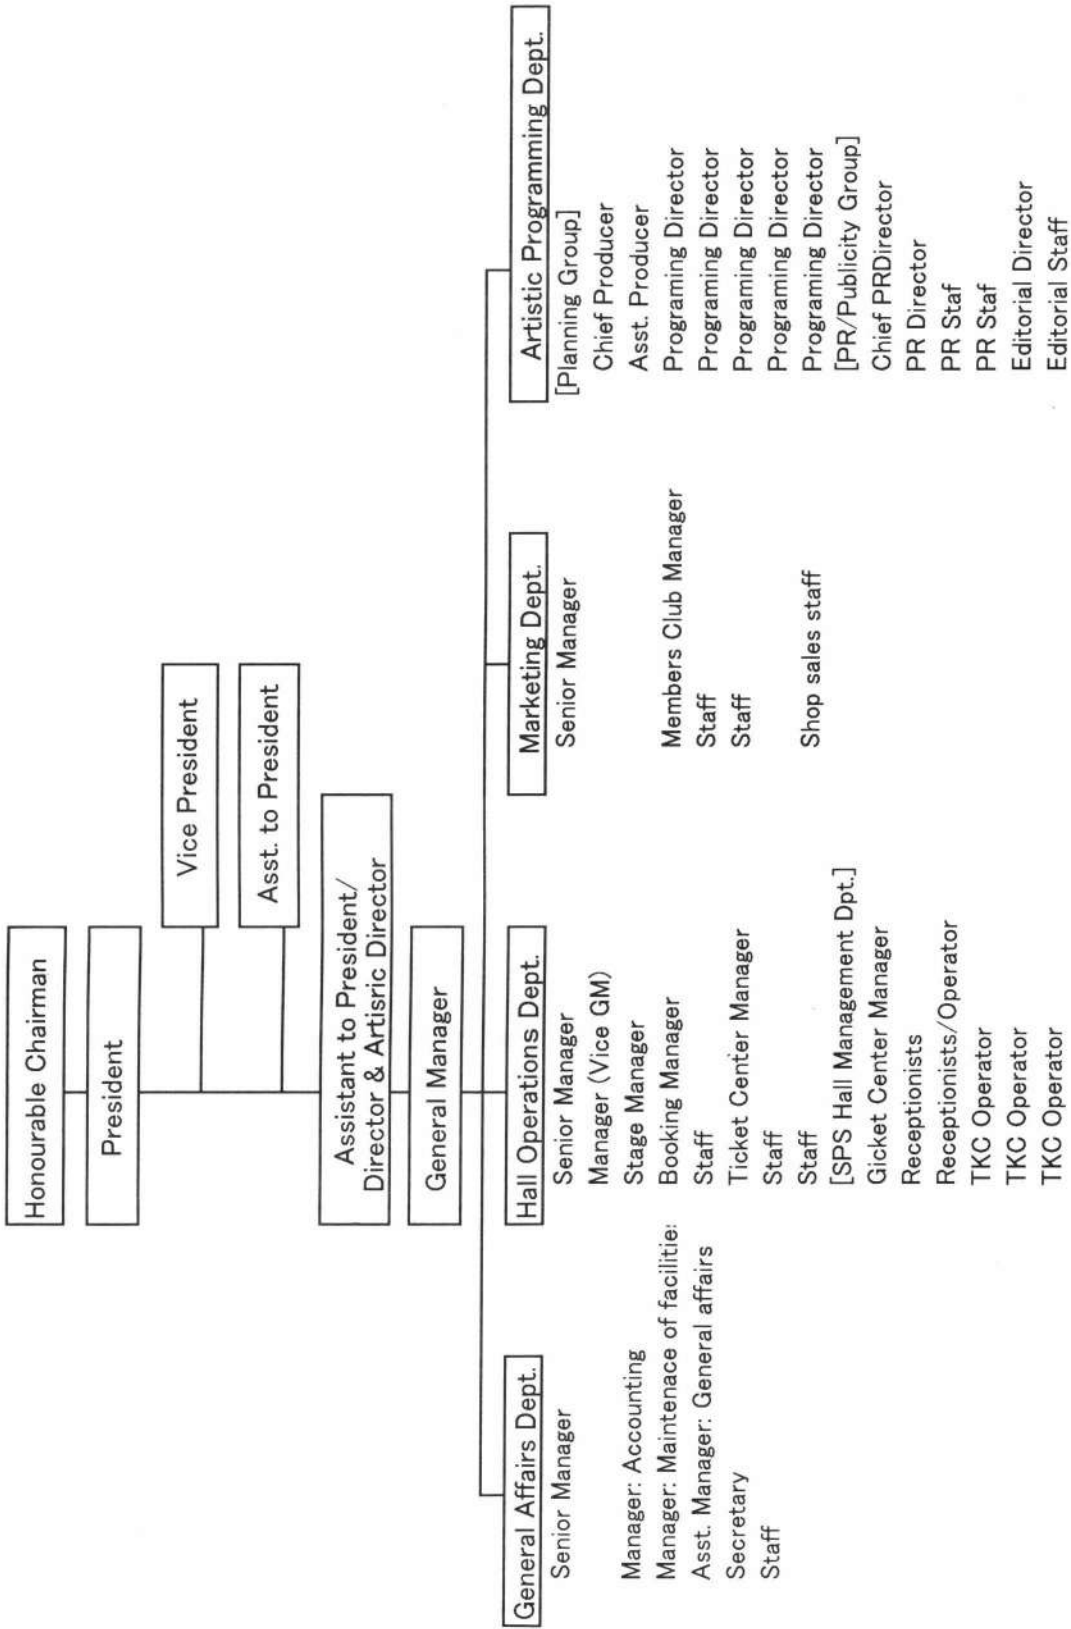 Honourable Chairman
President
Vice President
Asst. to President
Assistant to President/
Director & Artisric Director
General Manager
General Affairs Dept.
Senior Manager
Manager: Accounting
Manager: Maintenace of facilities
Asst. Manager: General affairs
Secretary
Staff
Hall Operations Dept.
Senior Manager
Manager (Vice GM)
Stage Manager
Booking Manager
Staff
Ticket Center Manager
Staff
Staff
[SPS Hall Management Dpt.]
Gicket Center Manager
Receptionists
Receptionists/Operator
TKC Operator
TKC Operator
TKC Operator
Marketing Dept.
Senior Manager
Members Club Manager
Staff
Staff
Shop sales staff
Artistic Programming Dept.
[Planning Group]
Chief Producer
Asst. Producer
Programing Director
Programing Director
Programing Director
Programing Director
Programing Director
[PR/Publicity Group]
Chief PRDirector
PR Director
PR Staf
PR Staf
Editorial Director
Editorial Staff